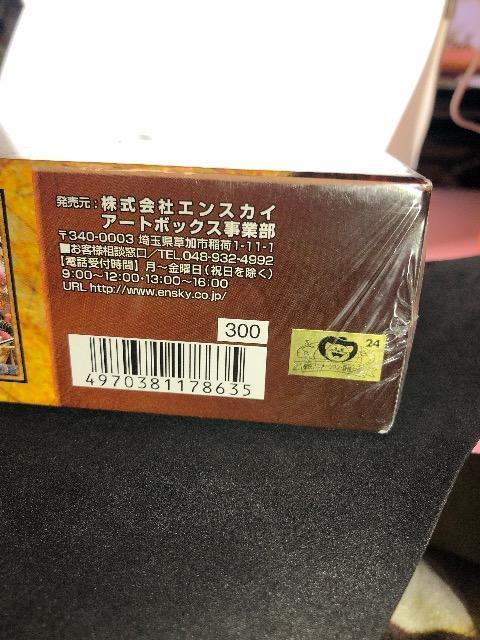 発売元：株式会社エンスカイ
アートボックス事業部
〒340-0003 埼玉県草加市稲荷1-11-1
■お客様相談窓口/TEL.048-932-4992
【電話受付時間】月〜金曜日（祝日を除く）
9:00〜12:00・13:00〜16:00
URL http://www.ensky.co.jp/
300
24
4970381178635